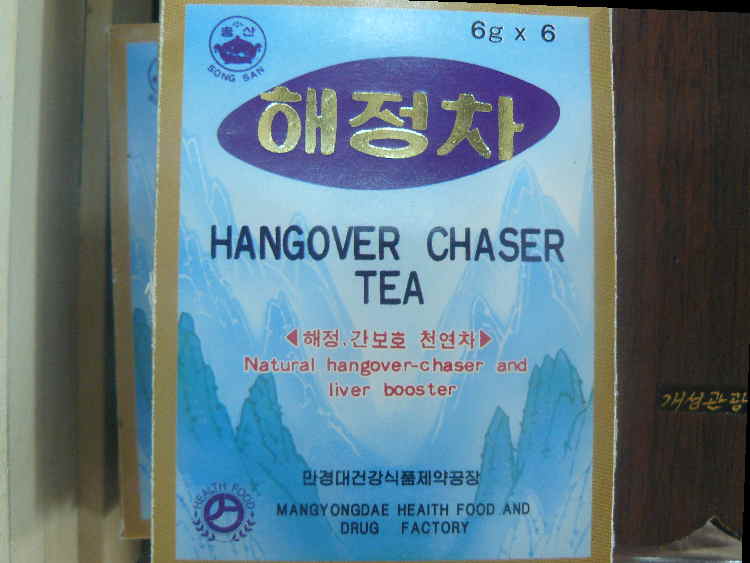 송산
SONG SAN
6g x 6
해정차
HANGOVER CHASER
TEA
해정, 간보호 천연차
Natural hangover-chaser and
liver booster
만경대건강식품제약공장
HEALTH FOOD
MANGYONGDAE HEAITH FOOD AND
DRUG FACTORY
개성관광